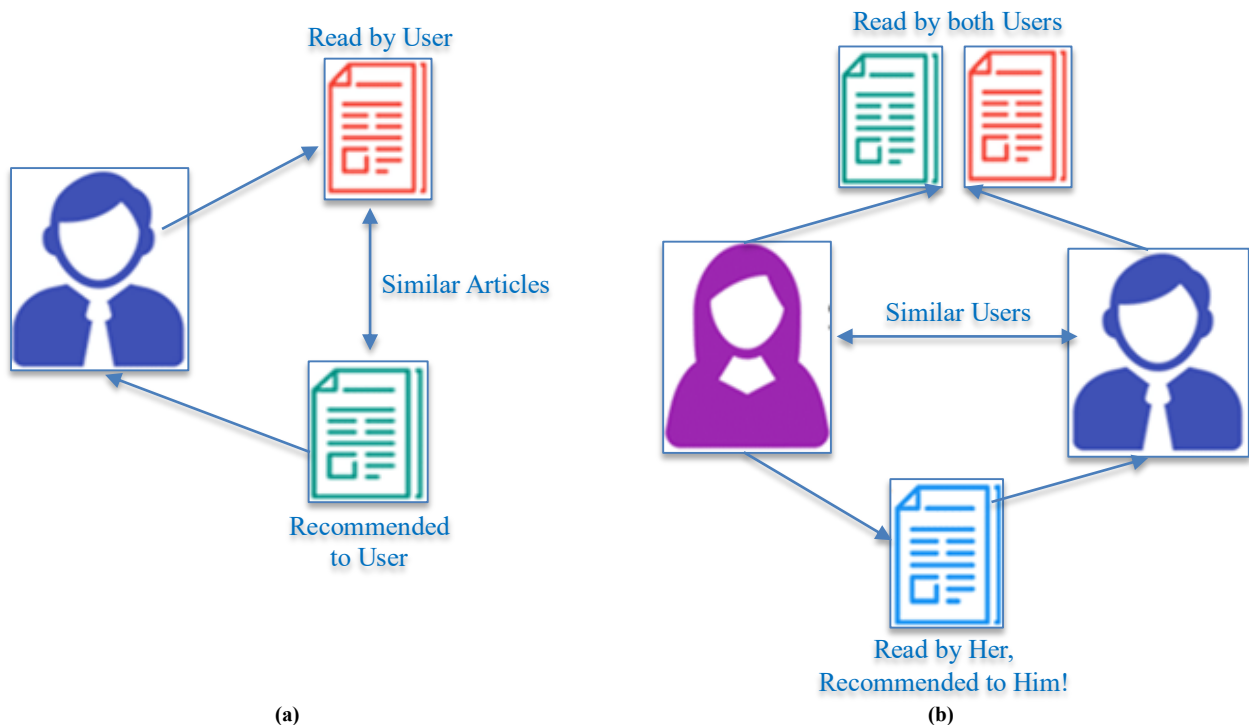 Read by User
Similar Articles
Recommended
to User
(a)
Read by both Users
Similar Users
Read by Her,
Recommended to Him!
(b)